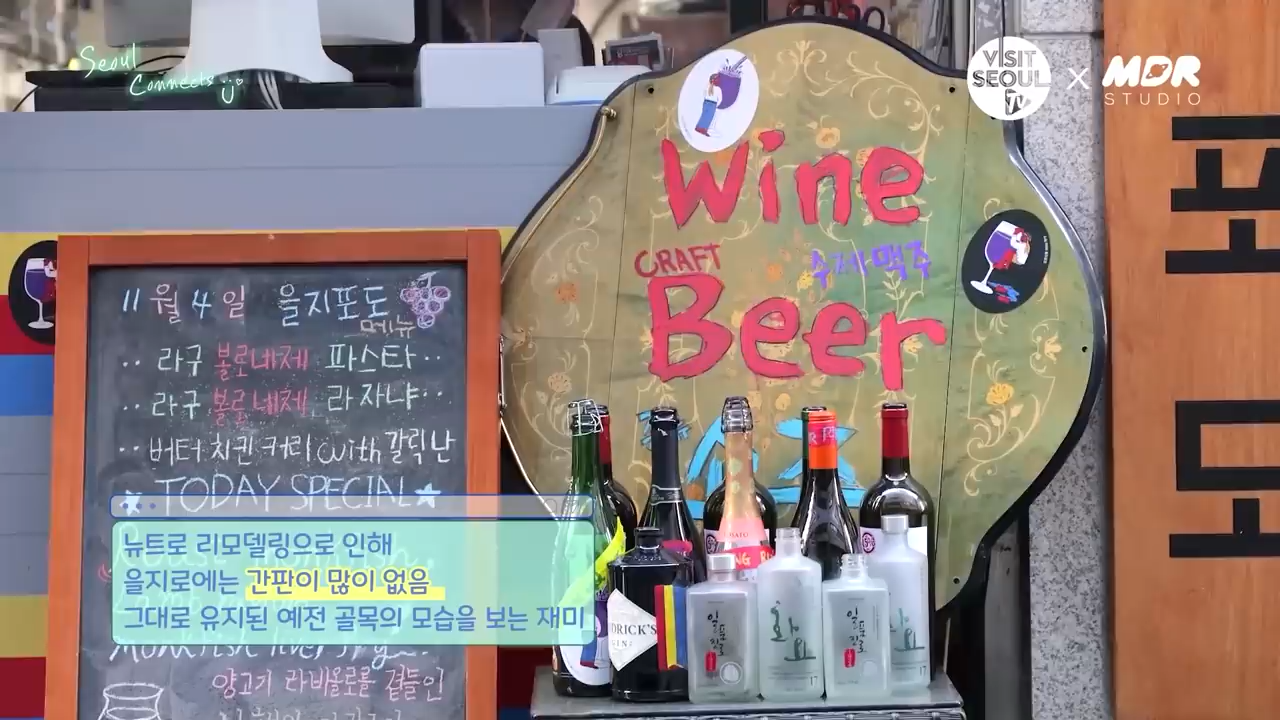 Seoul
Connects
VISIT
SEOUL
TV
X
MDR
STUDIO
Wine
CRAFT 수제맥주
Beer
11월 4일 을지포도
메뉴
·· 라구 볼로네제 파스타··
·· 라구 볼로네제 라자냐··
·· 버터 치킨 커리 with 갈릭난
★ TODAY SPECIAL ★
뉴트로 리모델링으로 인해
을지로에는 간판이 많이 없음
그대로 유지된 예전 골목의 모습을 보는 재미
양고기 라비올로를 곁들인
DRICK'S
GIN
화요
17